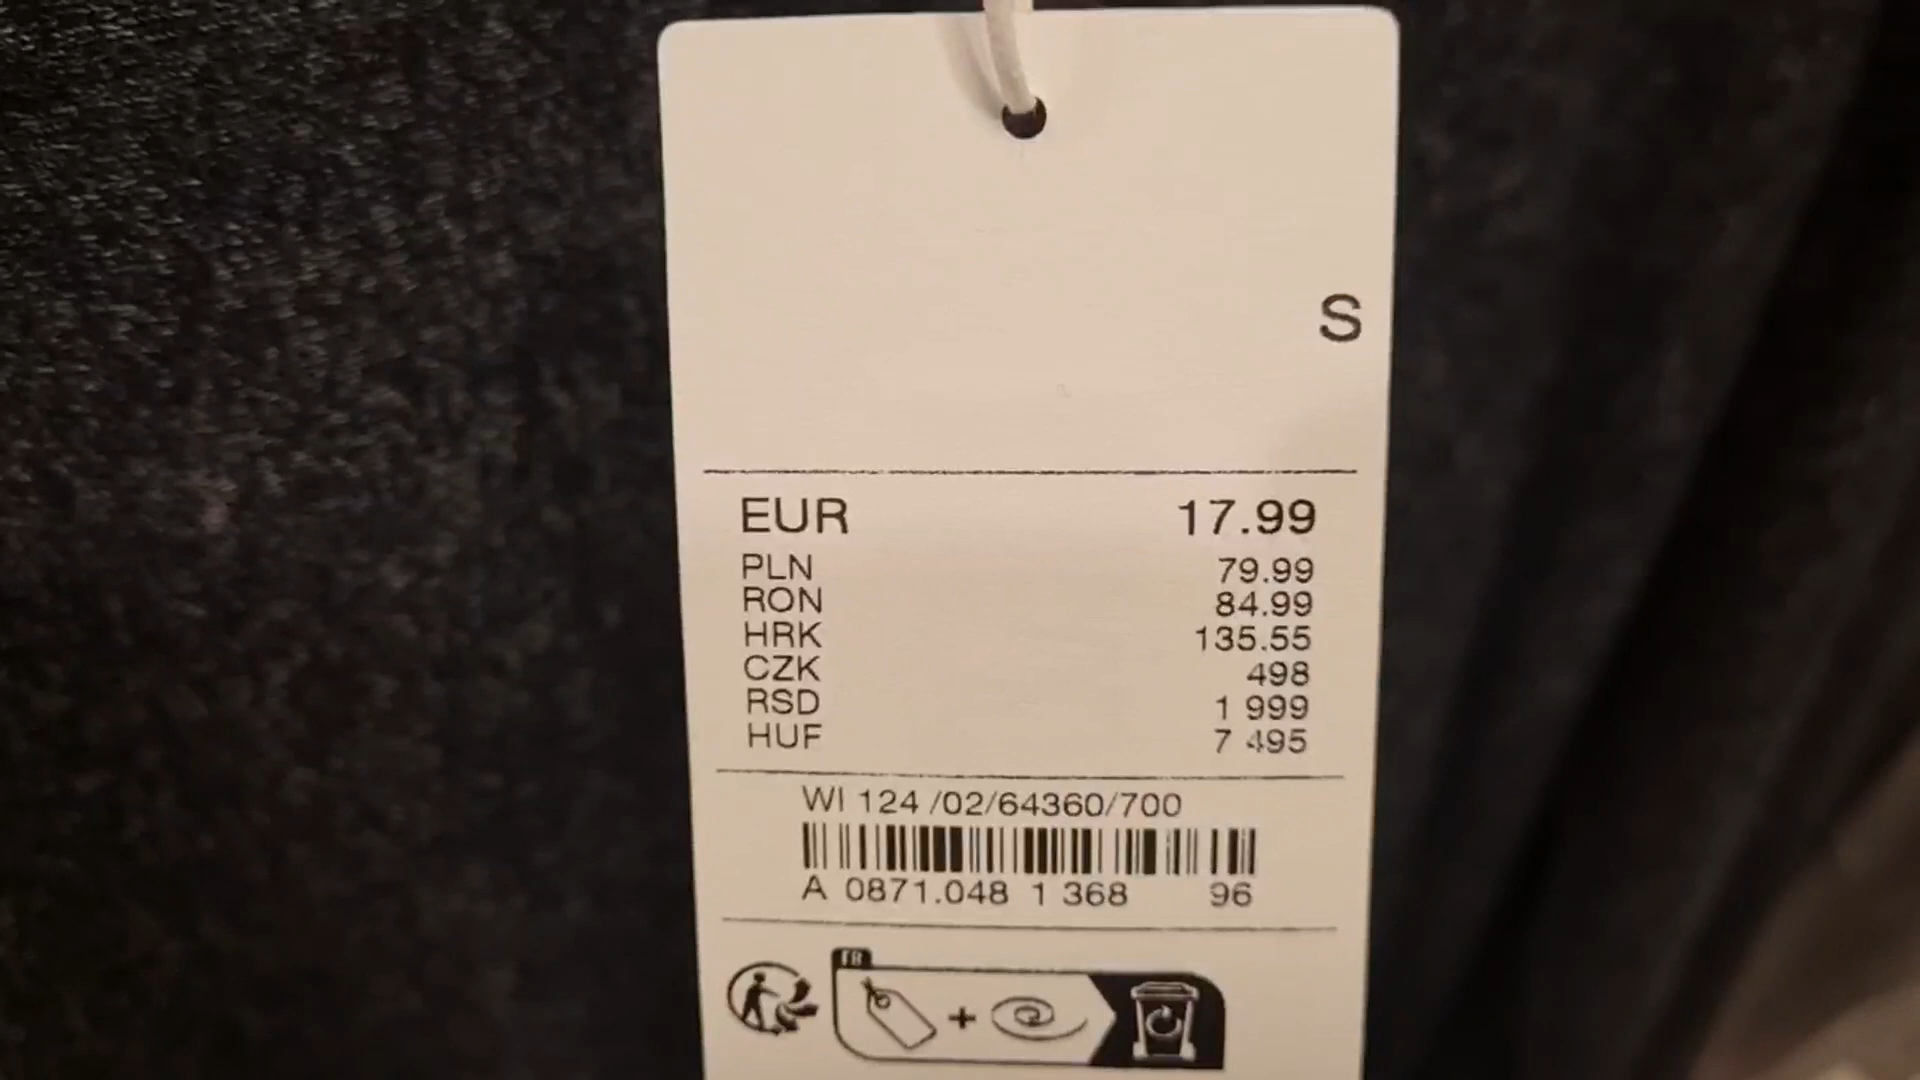 S
EUR 17.99
PLN 79.99
RON 84.99
HRK 135.55
CZK 498
RSD 1 999
HUF 7 495
WI 124 /02/64360/700
A 0871.048 1 368 96
FR
+